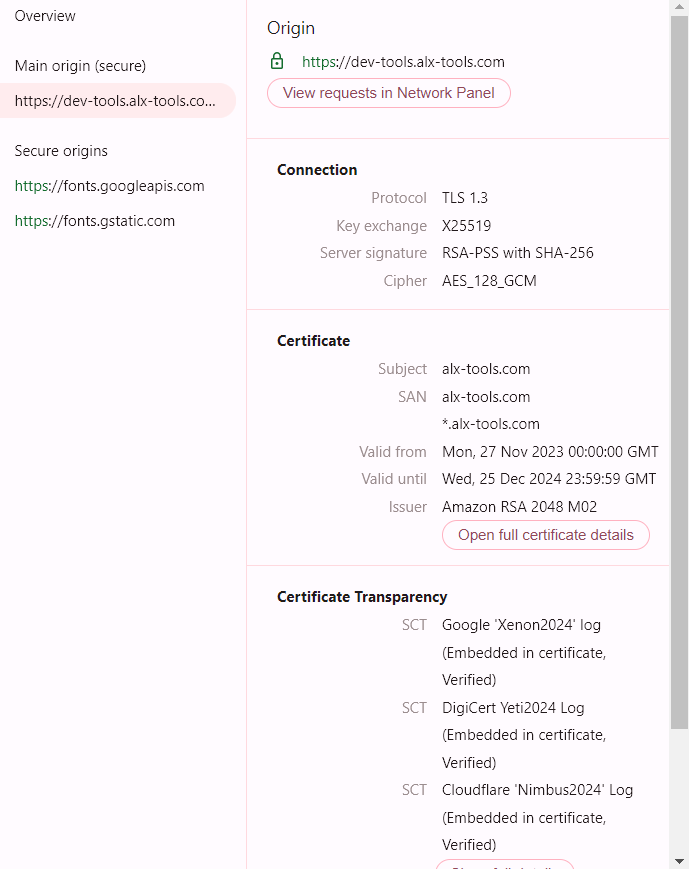 Overview
Main origin (secure)
https://dev-tools.alx-tools.co...
Secure origins
https://fonts.googleapis.com
https://fonts.gstatic.com
Origin
https://dev-tools.alx-tools.com
View requests in Network Panel
Connection
Protocol TLS 1.3
Key exchange X25519
Server signature RSA-PSS with SHA-256
Cipher AES_128_GCM
Certificate
Subject alx-tools.com
SAN alx-tools.com
*.alx-tools.com
Valid from Mon, 27 Nov 2023 00:00:00 GMT
Valid until Wed, 25 Dec 2024 23:59:59 GMT
Issuer Amazon RSA 2048 M02
Open full certificate details
Certificate Transparency
SCT Google 'Xenon2024' log
(Embedded in certificate,
Verified)
SCT DigiCert Yeti2024 Log
(Embedded in certificate,
Verified)
SCT Cloudflare 'Nimbus2024' Log
(Embedded in certificate,
Verified)